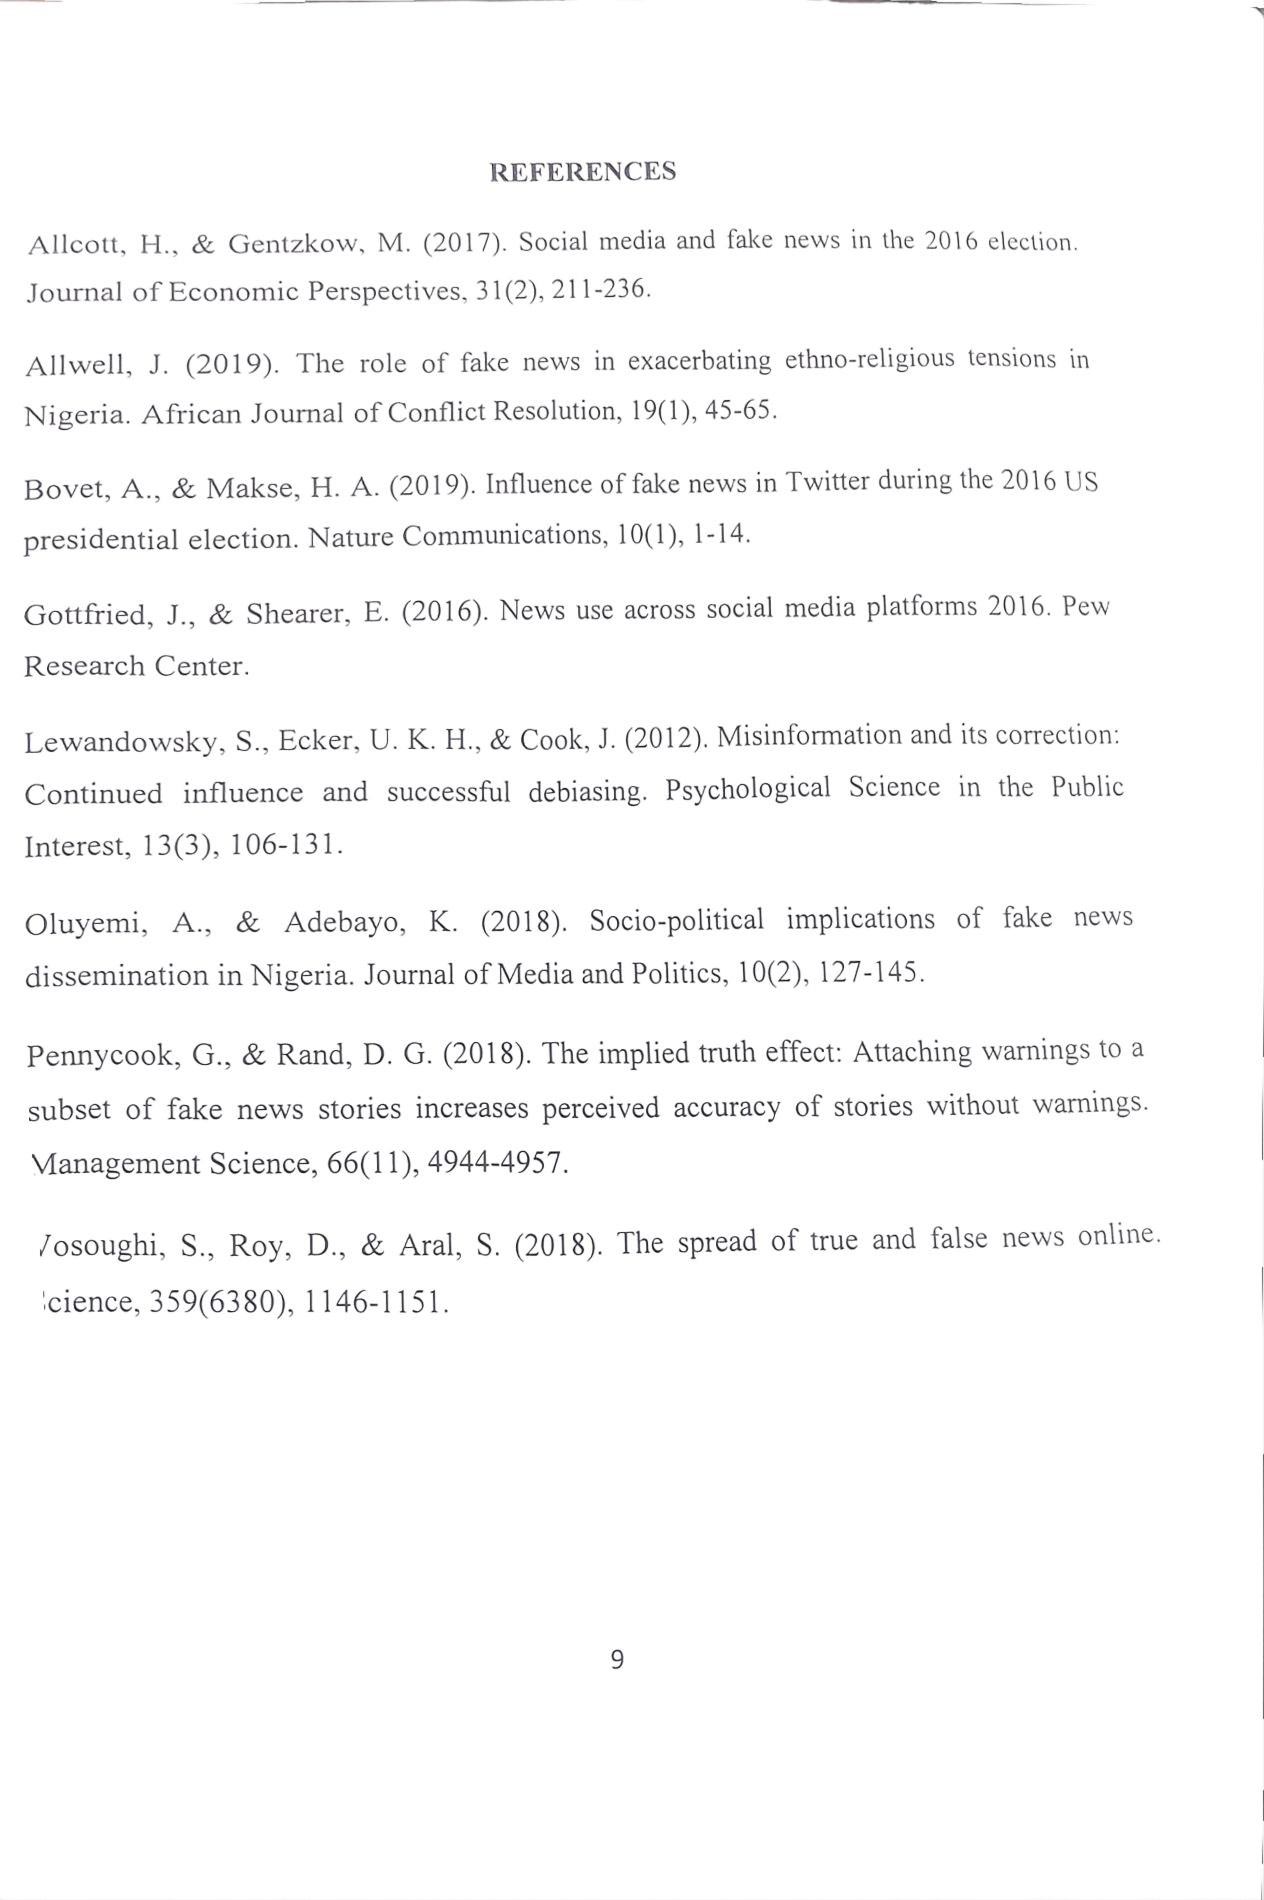 REFERENCES
Allcott, H., & Gentzkow, M. (2017). Social media and fake news in the 2016 election.
Journal of Economic Perspectives, 31(2), 211-236.
Allwell, J. (2019). The role of fake news in exacerbating ethno-religious tensions in
Nigeria. African Journal of Conflict Resolution, 19(1), 45-65.
Bovet, A., & Makse, H. A. (2019). Influence of fake news in Twitter during the 2016 US
presidential election. Nature Communications, 10(1), 1-14.
Gottfried, J., & Shearer, E. (2016). News use across social media platforms 2016. Pew
Research Center.
Lewandowsky, S., Ecker, U. K. H., & Cook, J. (2012). Misinformation and its correction:
Continued influence and successful debiasing. Psychological Science in the Public
Interest, 13(3), 106-131.
Oluyemi, A., & Adebayo, K. (2018). Socio-political implications of fake news
dissemination in Nigeria. Journal of Media and Politics, 10(2), 127-145.
Pennycook, G., & Rand, D. G. (2018). The implied truth effect: Attaching warnings to a
subset of fake news stories increases perceived accuracy of stories without warnings.
Management Science, 66(11), 4944-4957.
Vosoughi, S., Roy, D., & Aral, S. (2018). The spread of true and false news online.
Science, 359(6380), 1146-1151.
9